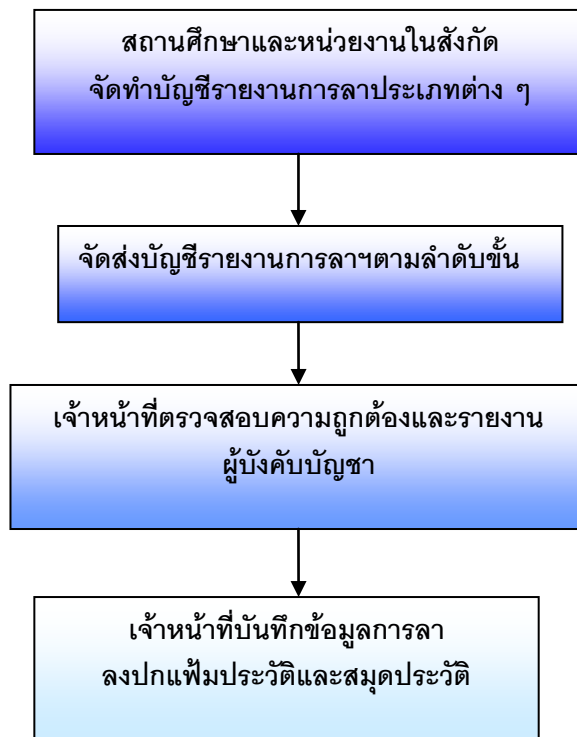 สถานศึกษาและหน่วยงานในสังกัด
จัดทำบัญชีรายงานการลาประเภทต่าง ๆ
จัดส่งบัญชีรายงานการลาฯตามลำดับขั้น
เจ้าหน้าที่ตรวจสอบความถูกต้องและรายงาน
ผู้บังคับบัญชา
เจ้าหน้าที่บันทึกข้อมูลการลา
ลงปกแฟ้มประวัติและสมุดประวัติ